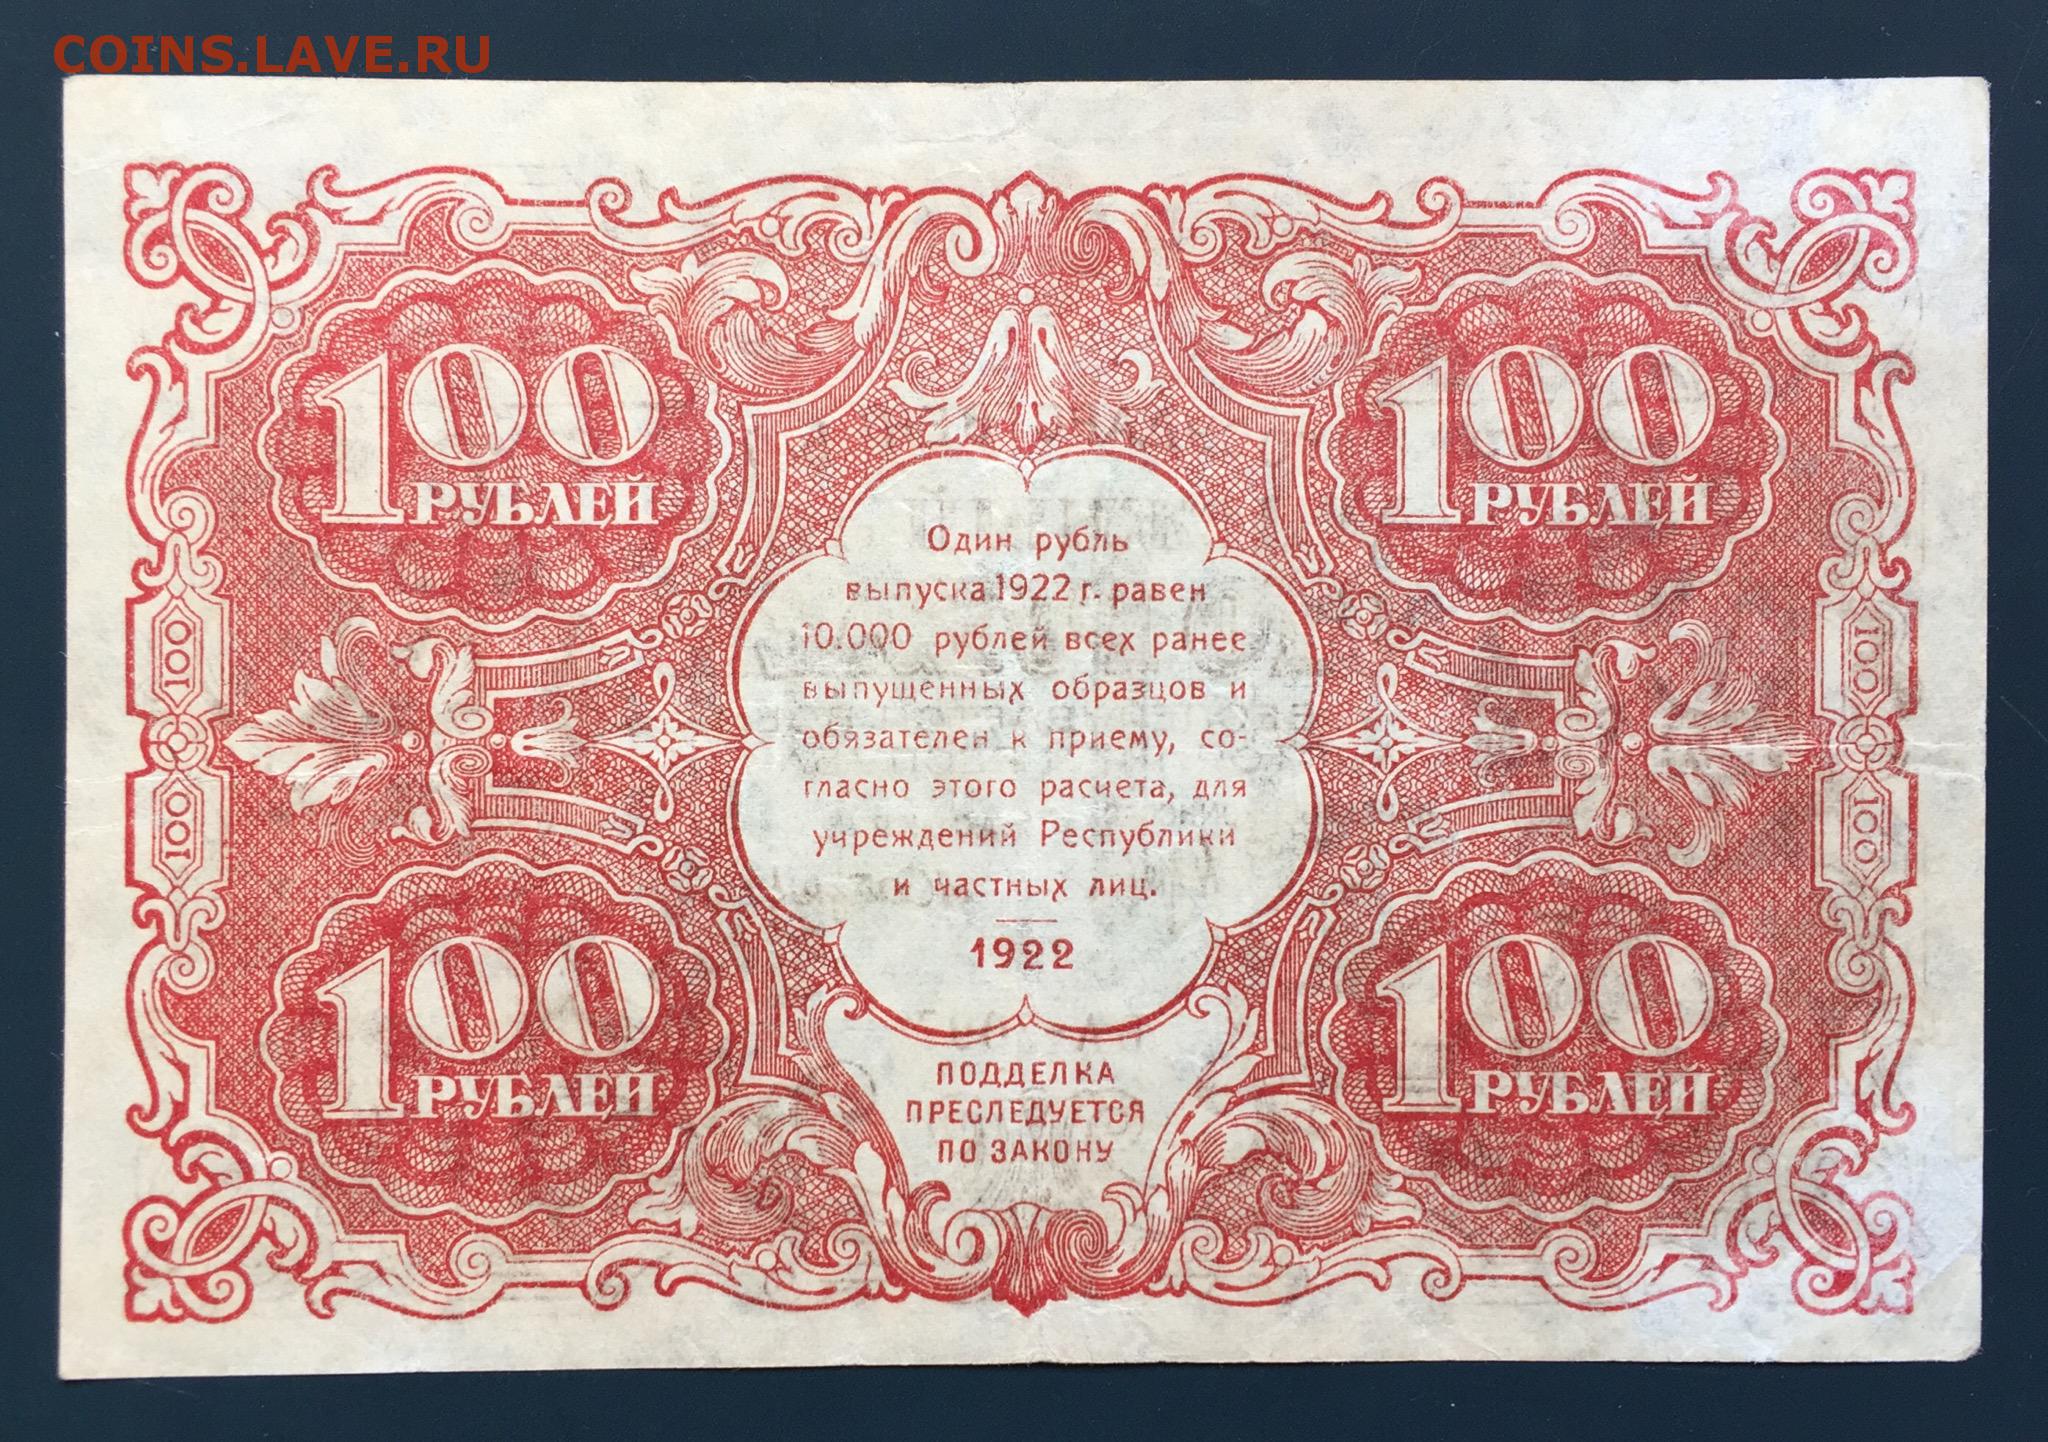 COINS.LAVE.RU
100
РУБЛЕЙ
100
РУБЛЕЙ
Один рубль
выпуска 1922 г. равен
10.000 рублей всех ранее
выпущенных образцов и
обязателен к приему, со-
гласно этого расчета, для
учреждений Республики
и частных лиц.
1922
100
100
100
100
100
РУБЛЕЙ
100
РУБЛЕЙ
ПОДДЕЛКА
ПРЕСЛЕДУЕТСЯ
ПО ЗАКОНУ